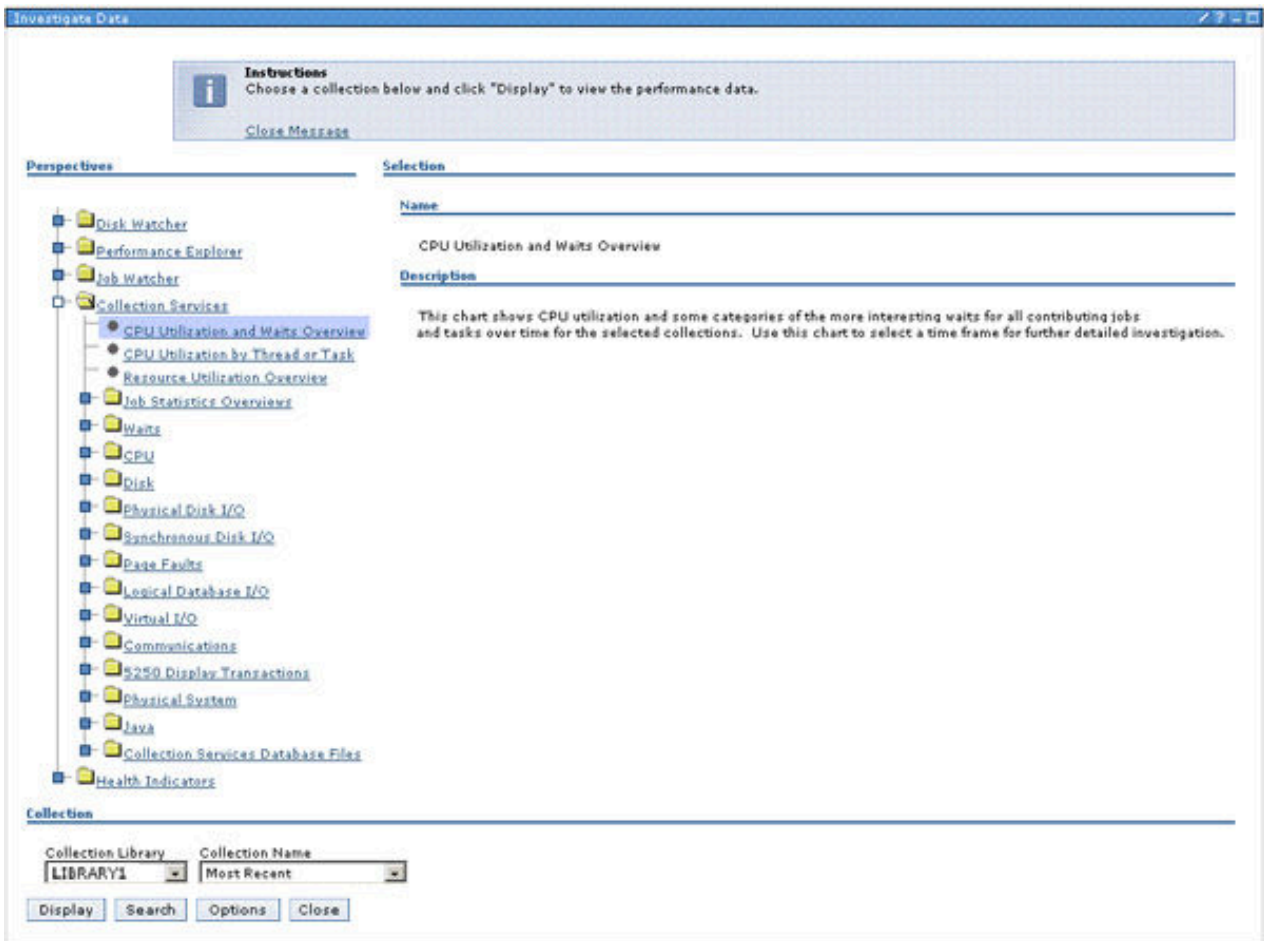 Investigate Data
Instructions
Choose a collection below and click "Display" to view the performance data.
Close Message
Perspectives
Disk Watcher
Performance Explorer
Job Watcher
Collection Services
CPU Utilization and Waits Overview
CPU Utilization by Thread or Task
Resource Utilization Overview
Job Statistics Overviews
Waits
CPU
Disk
Physical Disk I/O
Synchronous Disk I/O
Page Faults
Logical Database I/O
Virtual I/O
Communications
5250 Display Transactions
Physical System
Java
Collection Services Database Files
Health Indicators
Selection
Name
CPU Utilization and Waits Overview
Description
This chart shows CPU utilization and some categories of the more interesting waits for all contributing jobs
and tasks over time for the selected collections. Use this chart to select a time frame for further detailed investigation.
Collection
Collection Library Collection Name
LIBRARY1 Most Recent
Display Search Options Close